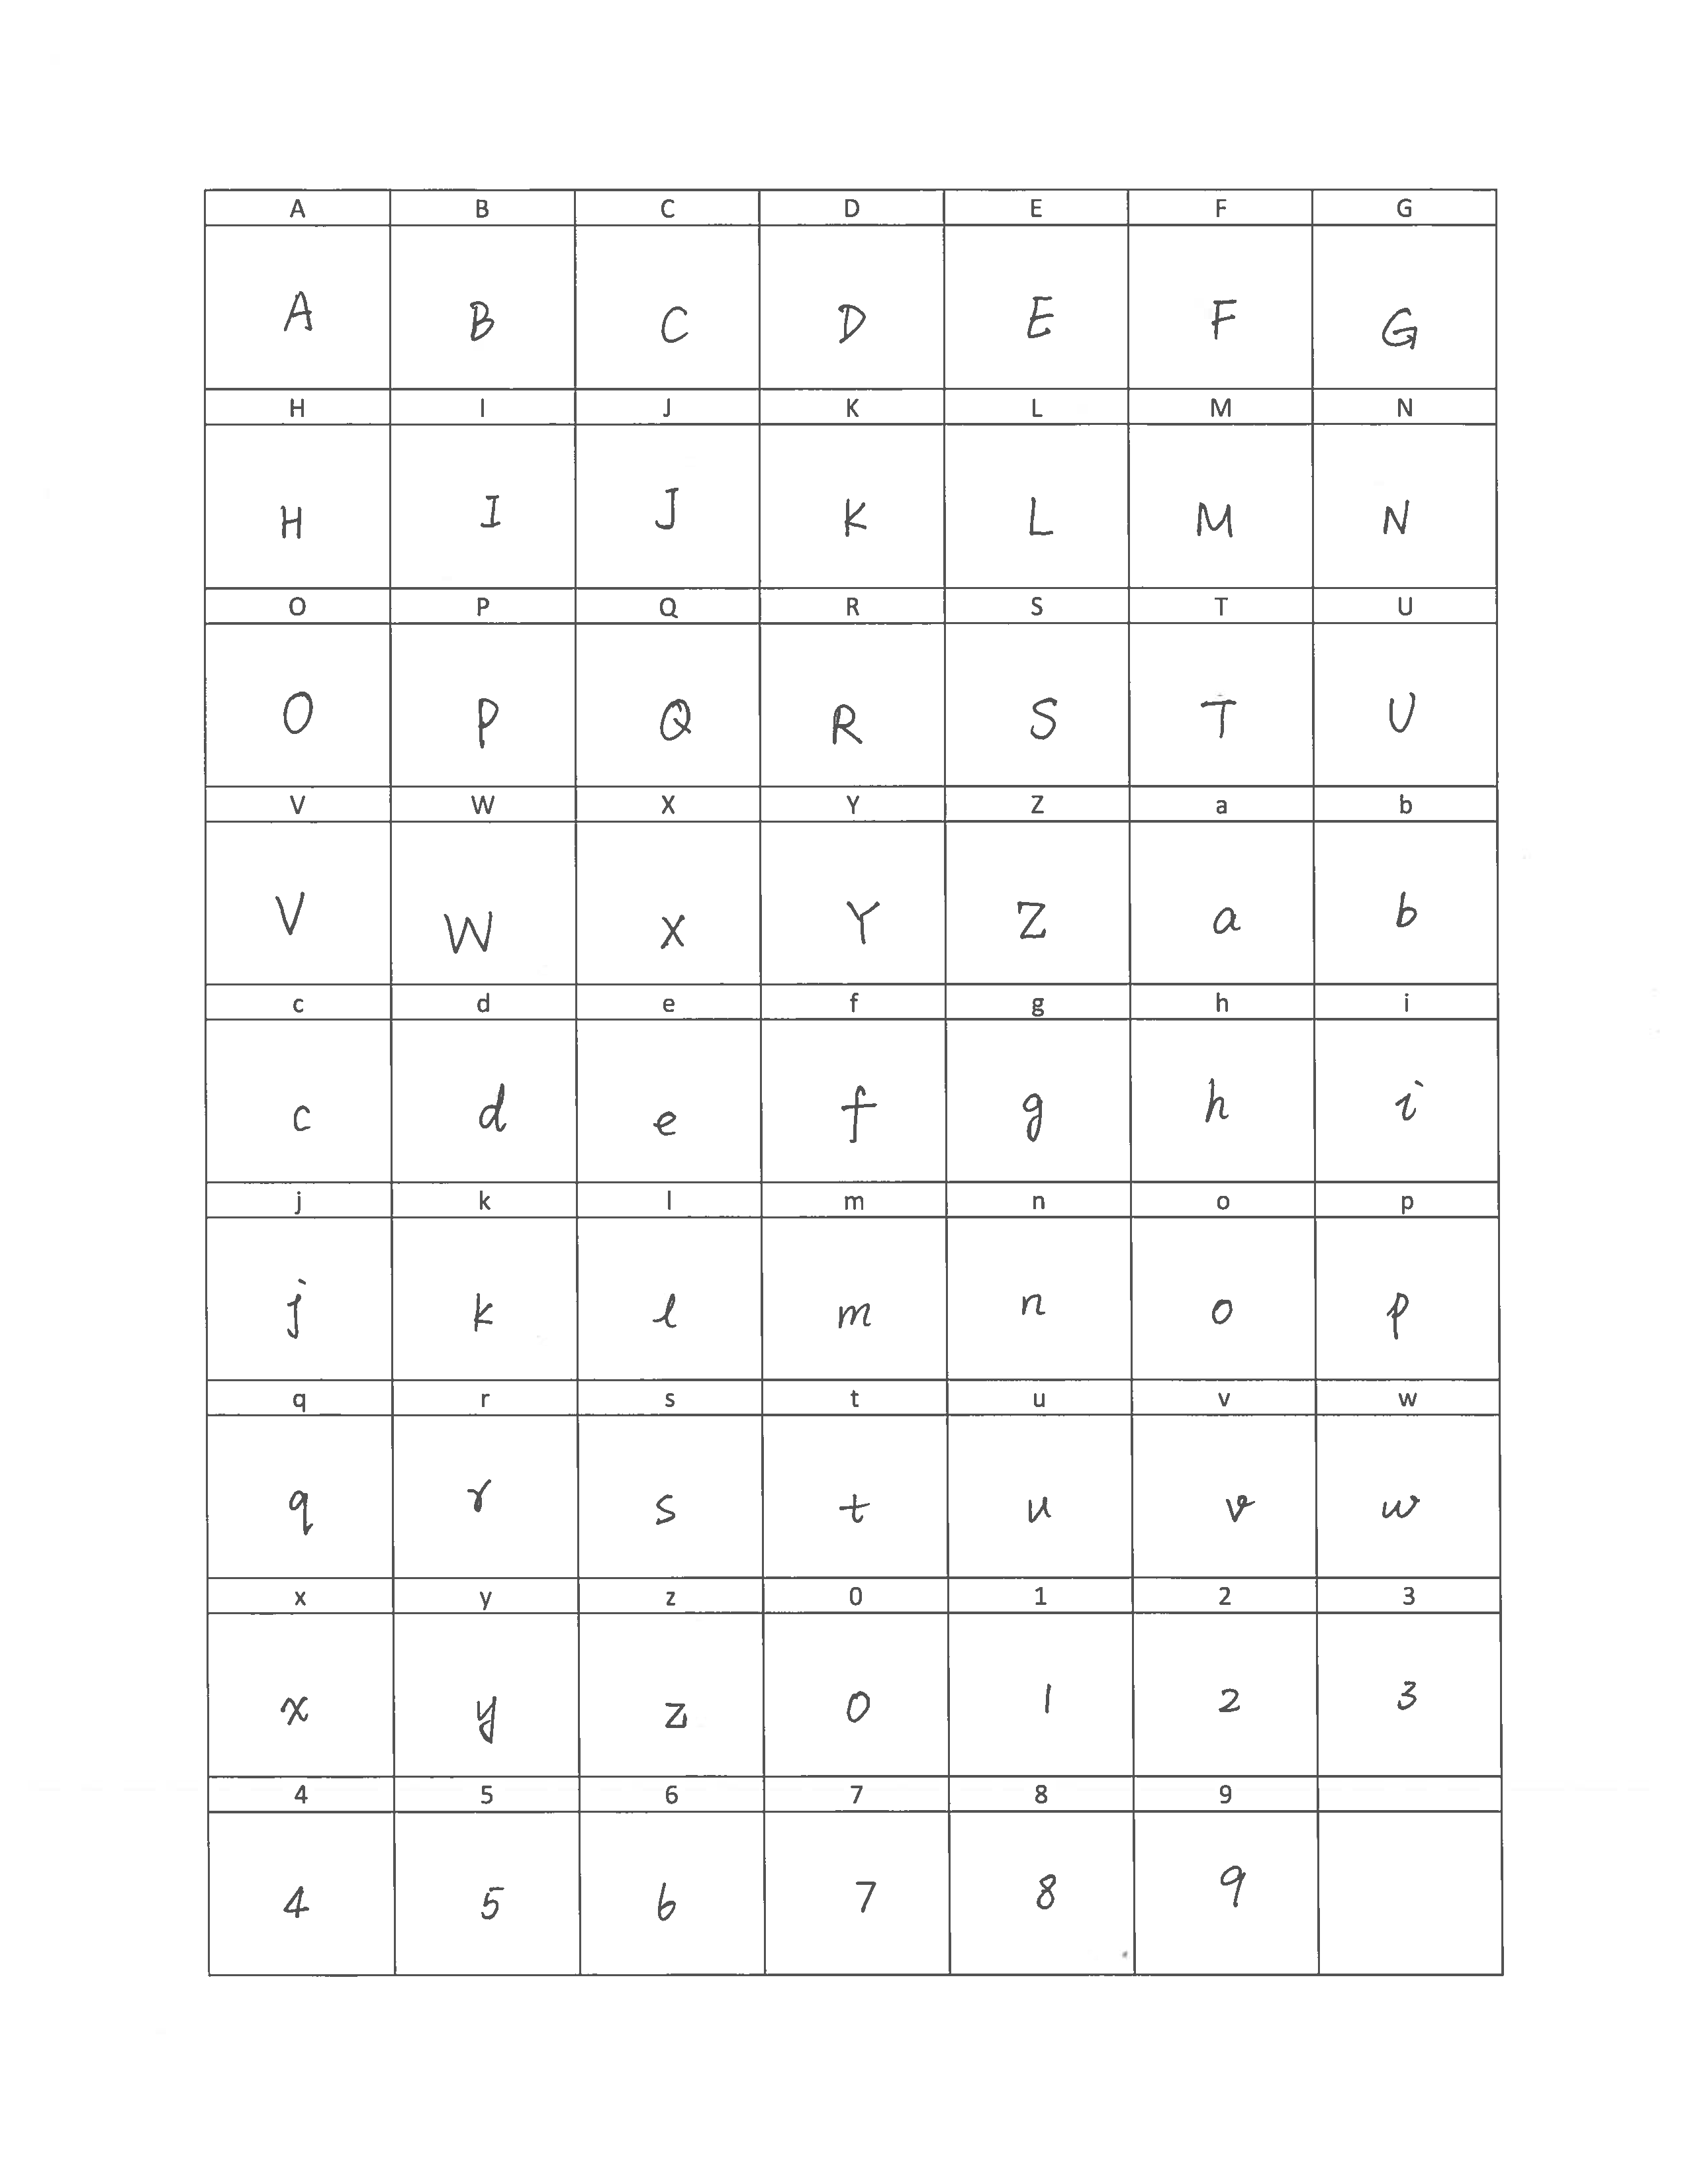 A B C D E F G
A B C D E F G
H I J K L M N
H I J K L M N
O P Q R S T U
O P Q R S T U
V W X Y Z a b
V W X Y Z a b
c d e f g h i
c d e f g h i
j k l m n o p
j k l m n o p
q r s t u v w
q r s t u v w
x y z 0 1 2 3
x y z 0 1 2 3
4 5 6 7 8 9
4 5 6 7 8 9